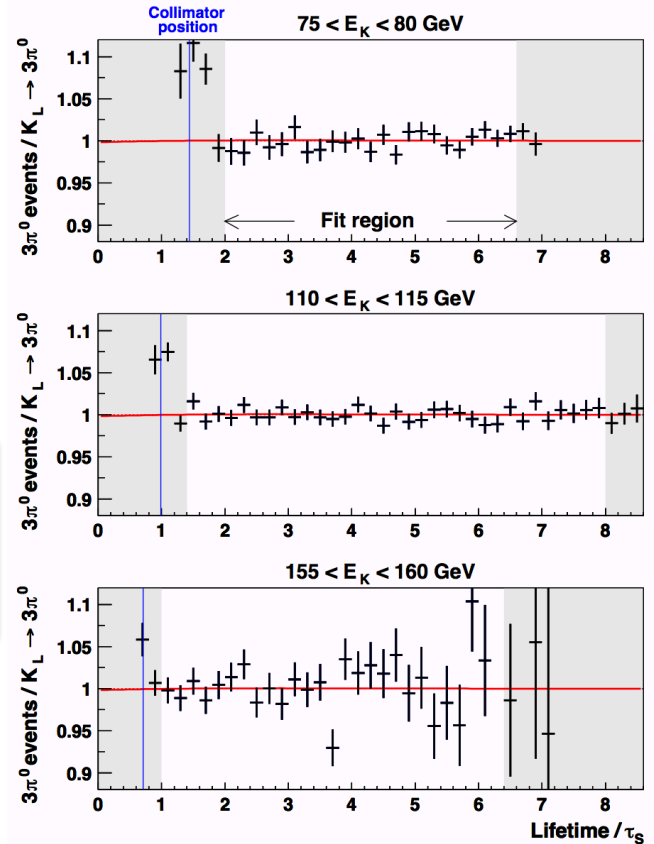 Collimator
position
75 < E_K < 80 GeV
3π⁰ events / K_L → 3π⁰
1.1
1.05
1
0.95
0.9
Fit region
0 1 2 3 4 5 6 7 8
110 < E_K < 115 GeV
3π⁰ events / K_L → 3π⁰
1.1
1.05
1
0.95
0.9
0 1 2 3 4 5 6 7 8
155 < E_K < 160 GeV
3π⁰ events / K_L → 3π⁰
1.1
1.05
1
0.95
0.9
0 1 2 3 4 5 6 7 8
Lifetime / τ_S